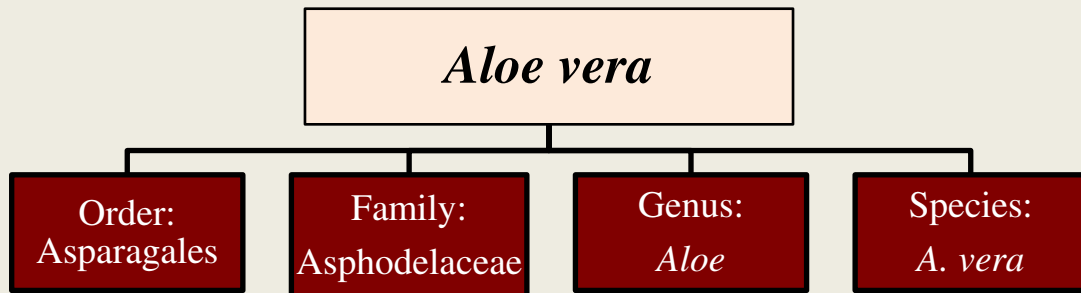 Aloe vera
Order:
Asparagales
Family:
Asphodelaceae
Genus:
Aloe
Species:
A. vera